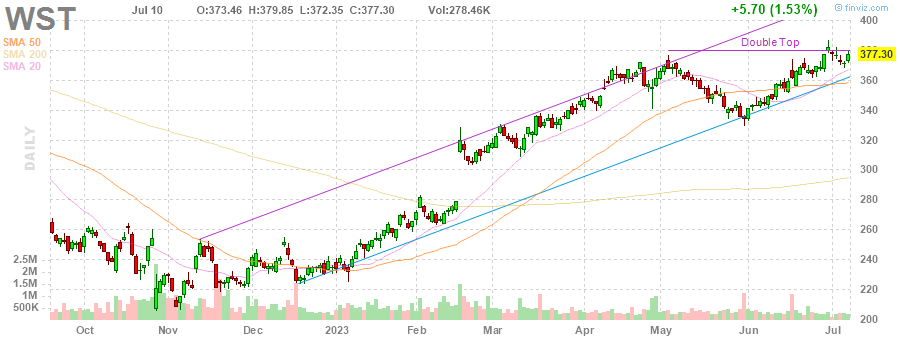 WST Jul 10 O:373.46 H:379.85 L:372.35 C:377.30 Vol:278.46K +5.70 (1.53%)
© finviz.com
SMA 50
SMA 200
SMA 20
DAILY
Double Top
400
377.30
360
340
320
300
280
260
240
220
200
2.5M
2M
1.5M
1M
500K
Oct Nov Dec 2023 Feb Mar Apr May Jun Jul